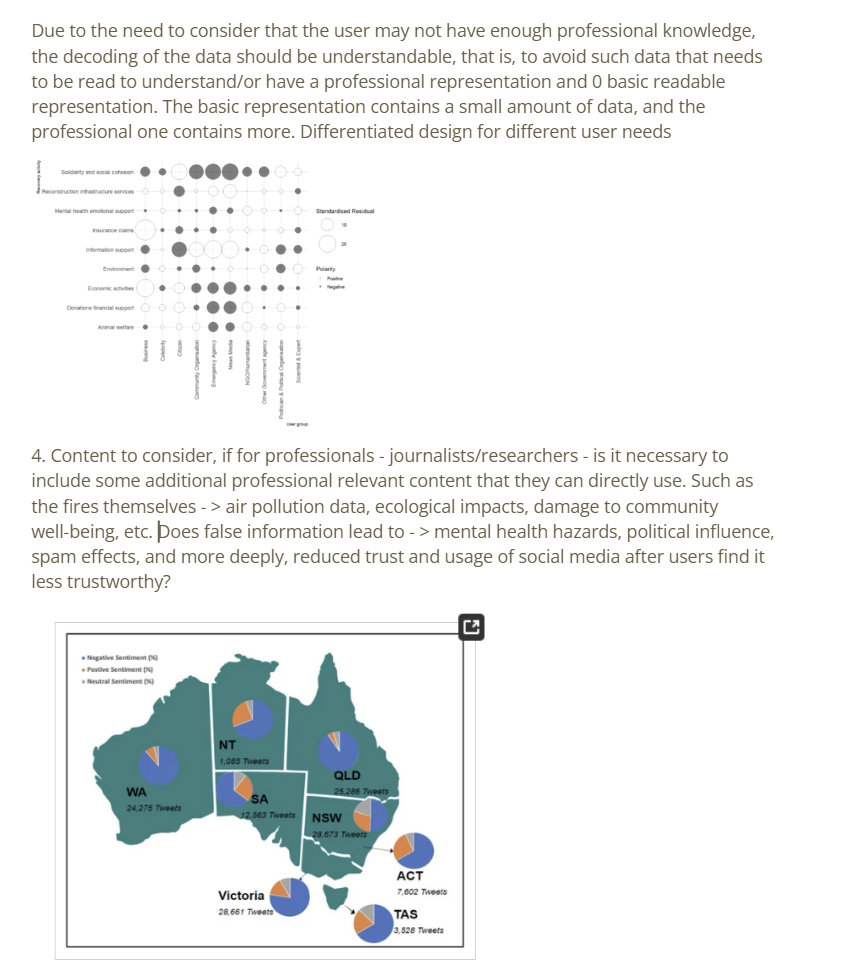 Due to the need to consider that the user may not have enough professional knowledge,
the decoding of the data should be understandable, that is, to avoid such data that needs
to be read to understand/or have a professional representation and 0 basic readable
representation. The basic representation contains a small amount of data, and the
professional one contains more. Differentiated design for different user needs
Recovery activity
Solidarity and social cohesion
Reconstruction infrastructure services
Mental health emotional support
Insurance claims
Information support
Environment
Economic activities
Donations financial support
Animal welfare
Standardised Residual
10
20
Polarity
Positive
Negative
Business
Celebrity
Citizen
Community Organisation
Emergency Agency
News Media
NGO/Humanitarian
Other Government agency
Politician & Political Organisation
Scientist & Expert
User group
4. Content to consider, if for professionals - journalists/researchers - is it necessary to
include some additional professional relevant content that they can directly use. Such as
the fires themselves - > air pollution data, ecological impacts, damage to community
well-being, etc. Does false information lead to - > mental health hazards, political influence,
spam effects, and more deeply, reduced trust and usage of social media after users find it
less trustworthy?
Negative Sentiment (%)
Postive Sentiment (%)
Neutral Sentiment (%)
NT
1,085 Tweets
WA
24,275 Tweets
QLD
25,286 Tweets
SA
12,563 Tweets
NSW
28,673 Tweets
ACT
7,602 Tweets
Victoria
28,661 Tweets
TAS
3,526 Tweets